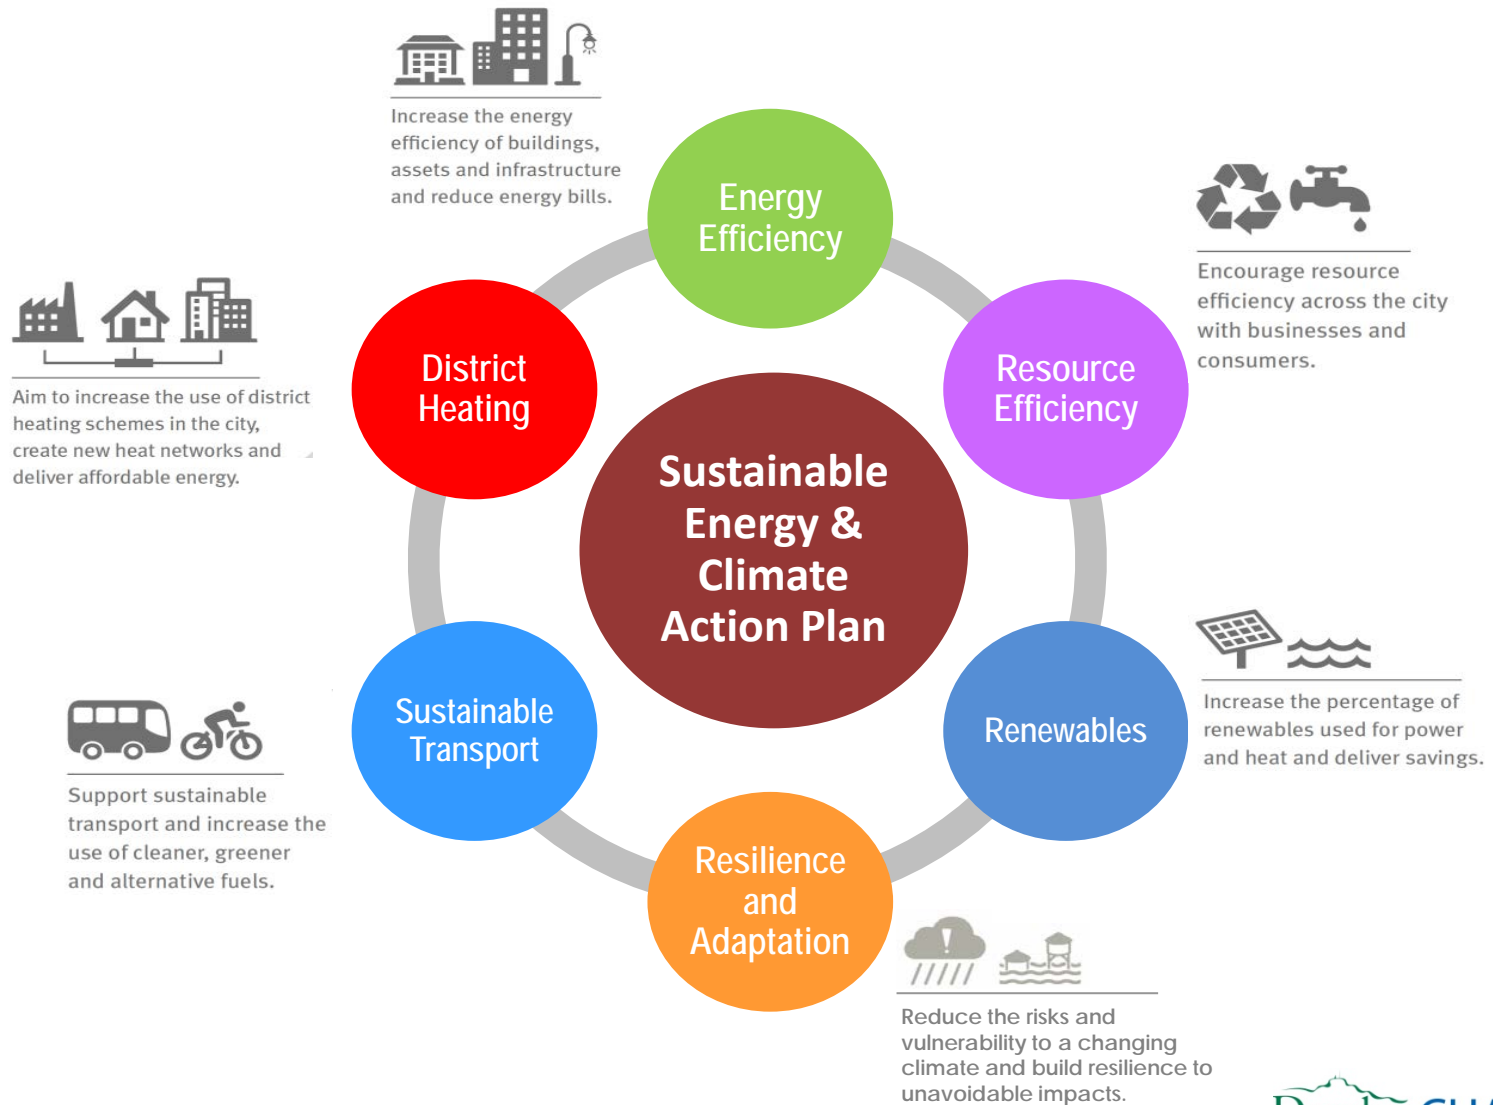 Increase the energy
efficiency of buildings,
assets and infrastructure
and reduce energy bills.
Energy
Efficiency
Encourage resource
efficiency across the city
with businesses and
consumers.
Resource
Efficiency
District
Heating
Aim to increase the use of district
heating schemes in the city,
create new heat networks and
deliver affordable energy.
Sustainable
Energy &
Climate
Action Plan
Sustainable
Transport
Support sustainable
transport and increase the
use of cleaner, greener
and alternative fuels.
Renewables
Increase the percentage of
renewables used for power
and heat and deliver savings.
Resilience
and
Adaptation
Reduce the risks and
vulnerability to a changing
climate and build resilience to
unavoidable impacts.